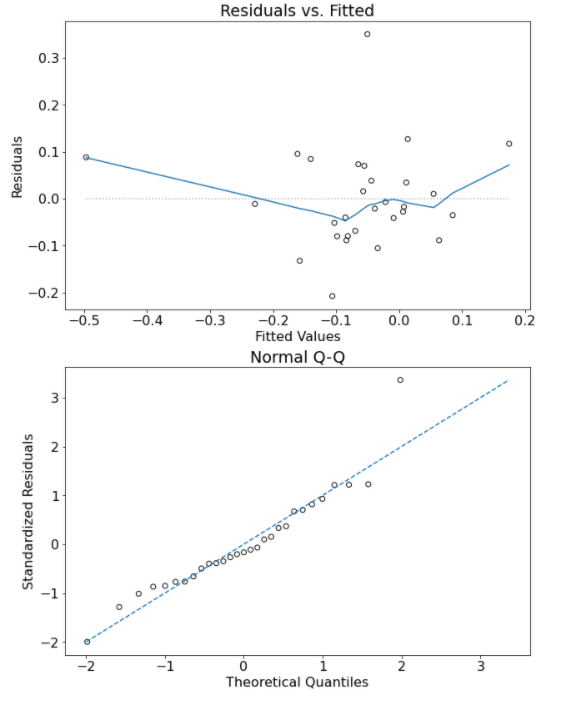 Residuals vs. Fitted
0.3
0.2
0.1
0.0
−0.1
−0.2
Residuals
−0.5 −0.4 −0.3 −0.2 −0.1 0.0 0.1 0.2
Fitted Values
Normal Q-Q
3
2
1
0
−1
−2
Standardized Residuals
−2 −1 0 1 2 3
Theoretical Quantiles